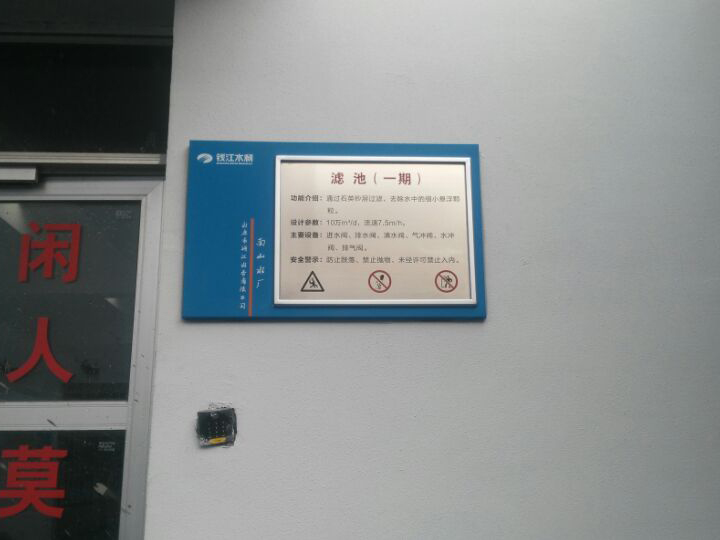 钱江水利
滤 池（一期）
功能介绍：通过石英砂层过滤，去除水中的细小悬浮颗
粒。
设计参数：10万m³/d，流速7.5m/h。
主要设备：进水阀、排水阀、清水阀、气冲阀、水冲
阀、排气阀。
安全警示：防止跌落、禁止抛物、未经许可禁止入内。
南山水厂
闲
人
莫